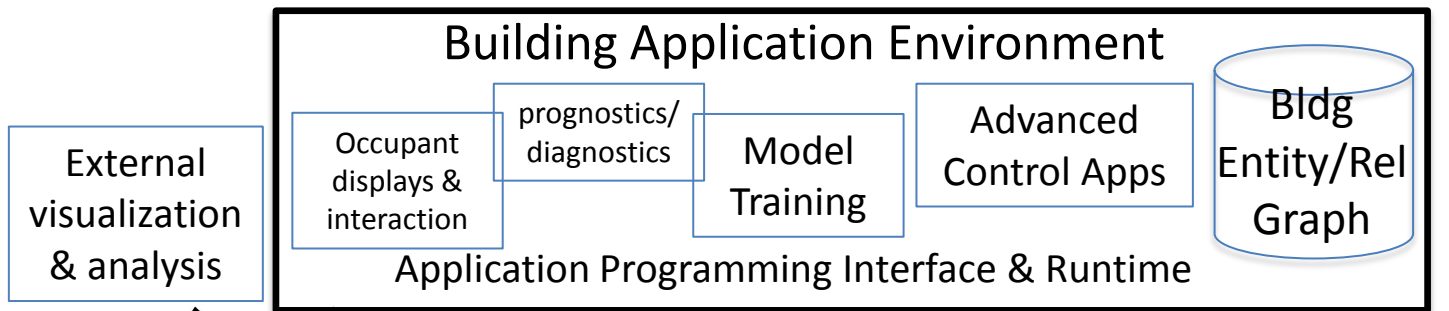 Building Application Environment
External
visualization
& analysis
Occupant
displays &
interaction
prognostics/
diagnostics
Model
Training
Advanced
Control Apps
Bldg
Entity/Rel
Graph
Application Programming Interface & Runtime